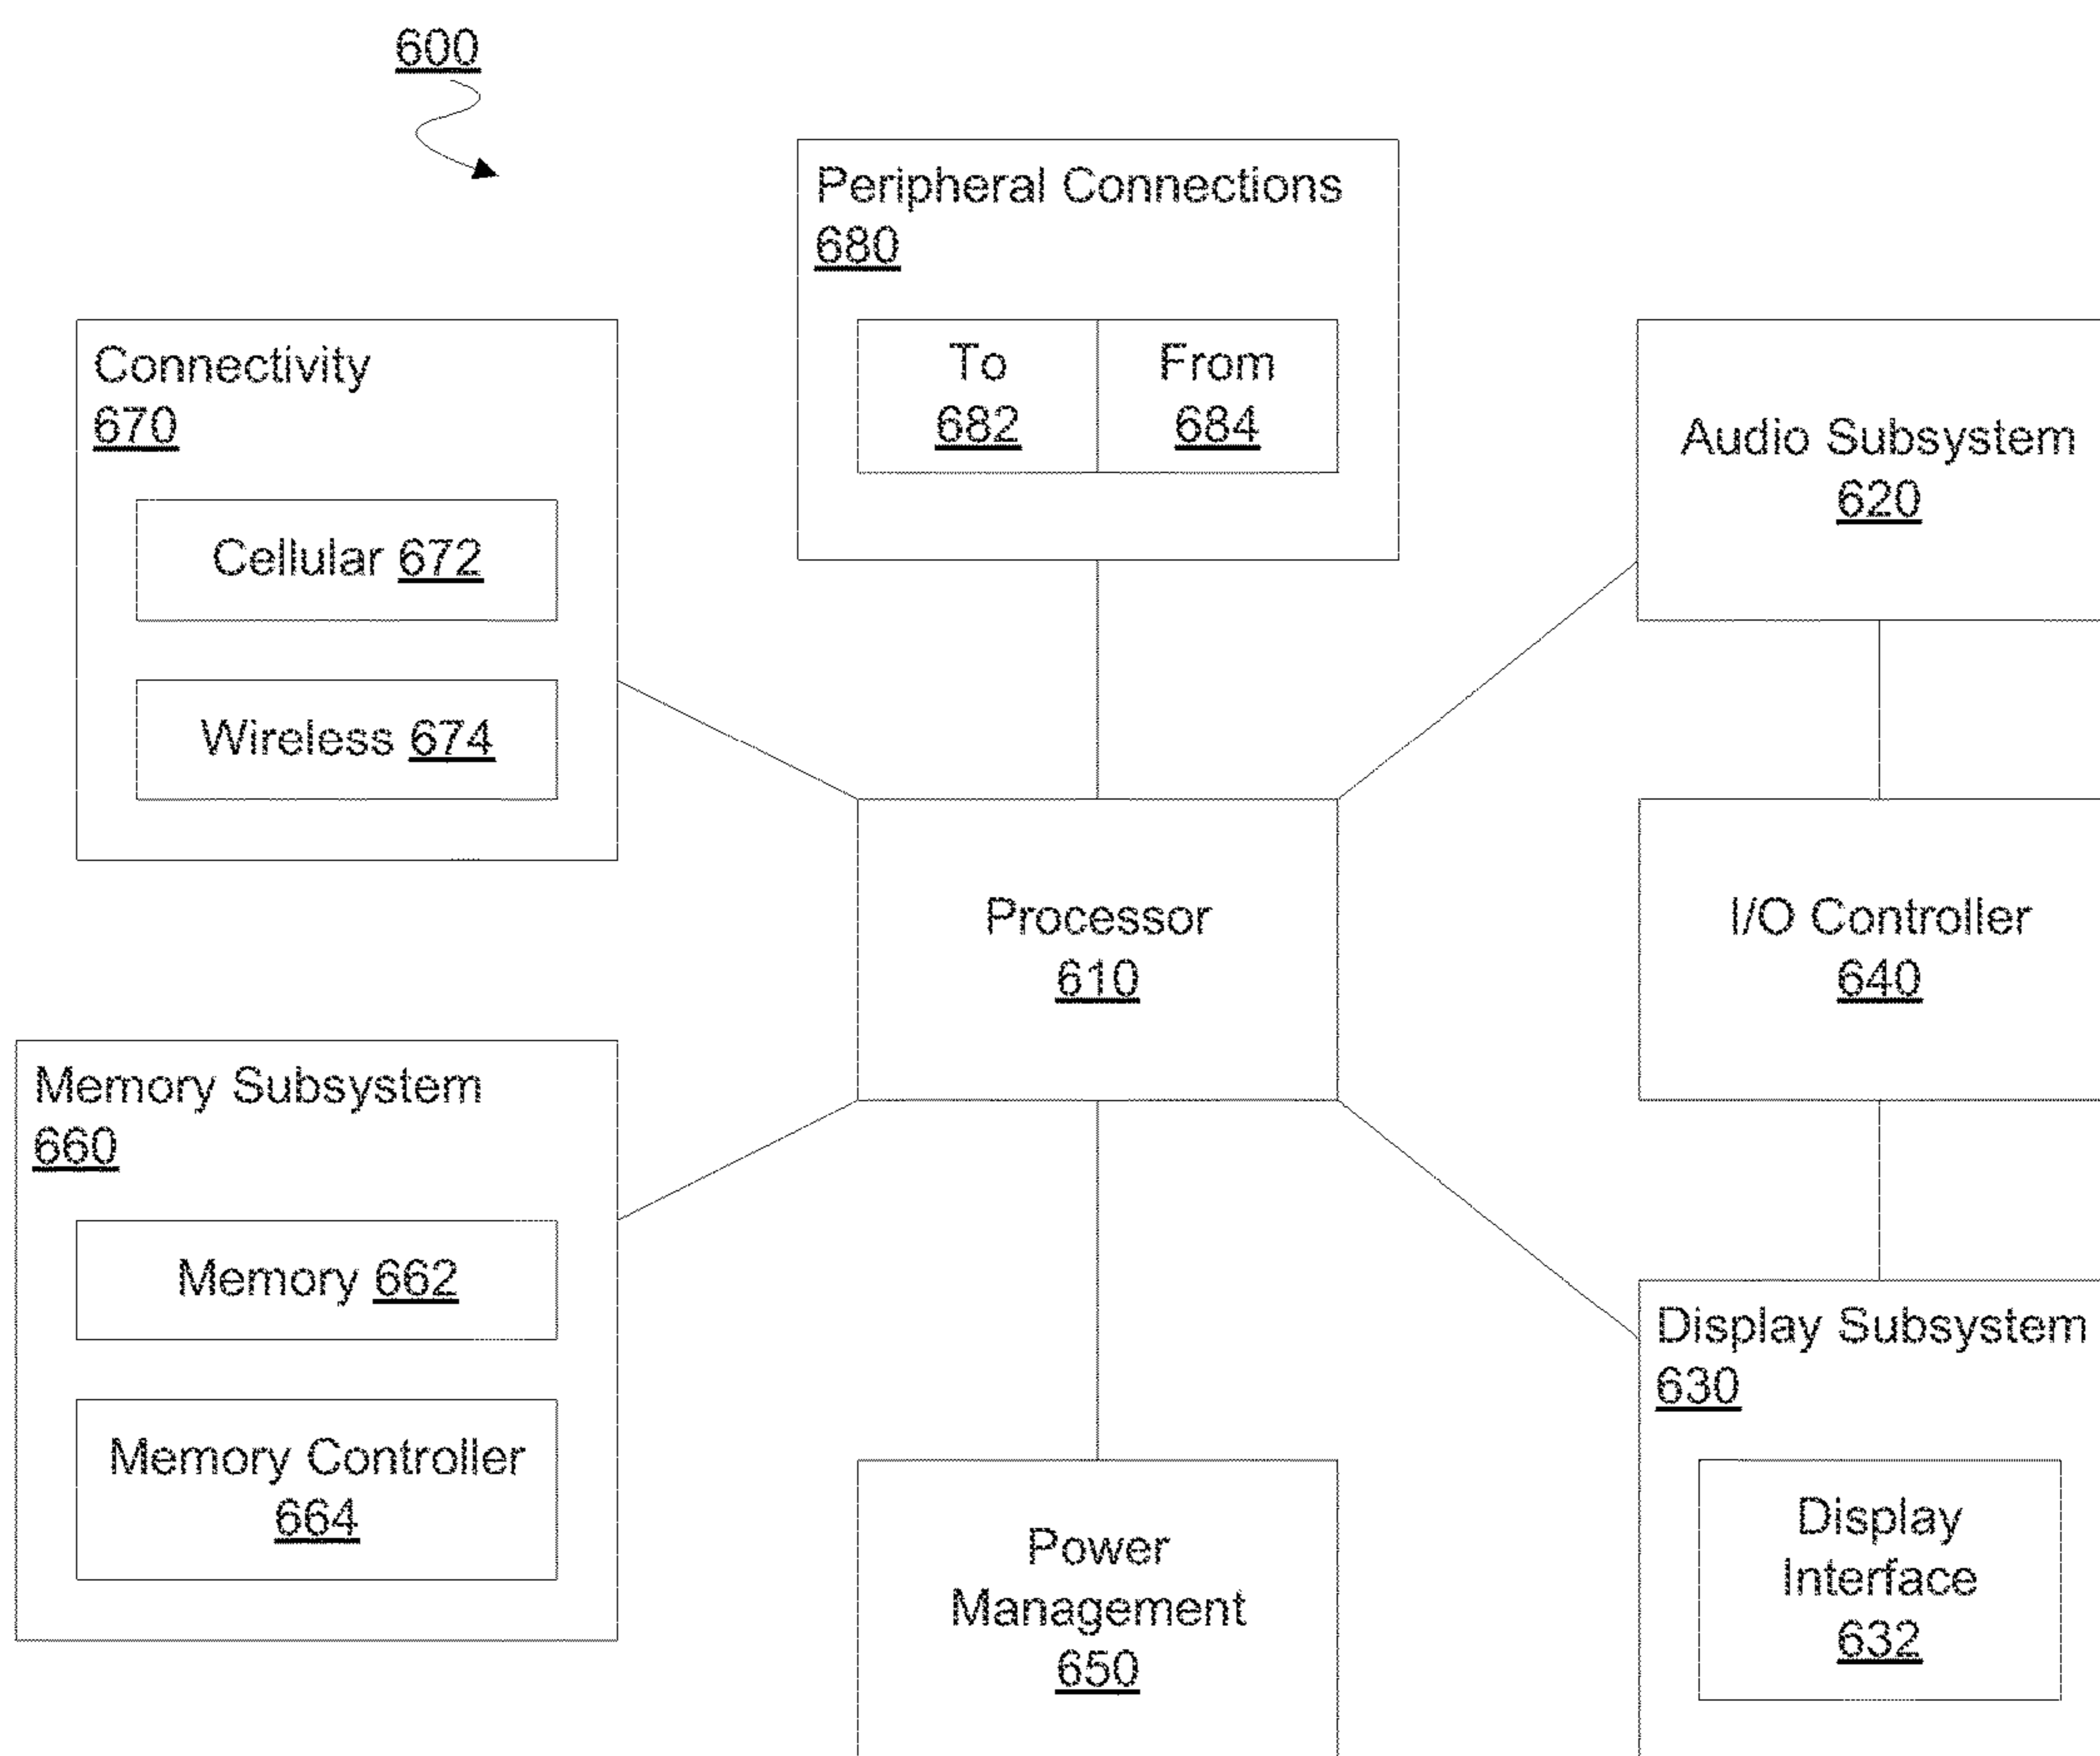 600
Peripheral Connections
680
To
682
From
684
Connectivity
670
Cellular 672
Wireless 674
Audio Subsystem
620
Processor
610
I/O Controller
640
Memory Subsystem
660
Memory 662
Memory Controller
664
Power
Management
650
Display Subsystem
630
Display
Interface
632